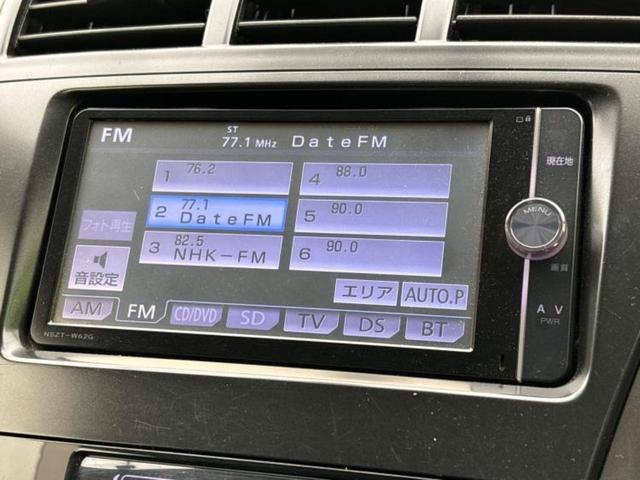 FM ST 77.1 MHz DateFM
1 76.2
4 88.0
2 77.1 DateFM
5 90.0
3 82.5 NHK-FM
6 90.0
フォト再生
音設定
エリア AUTO.P
AM FM CD/DVD SD TV DS BT
NSZT-W62G
現在地
MENU
画質
∧ ∨
PWR